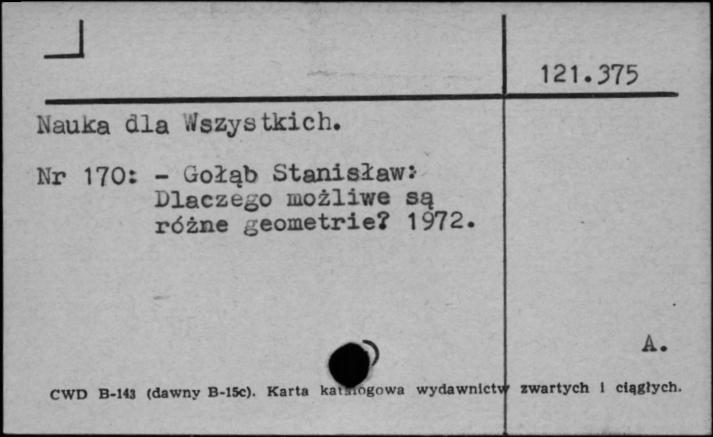 121.375
Nauka dla Wszystkich.
Nr 170: - Gołąb Stanisław:
Dlaczego możliwe są
różne geometrie? 1972.
A.
CWD B-143 (dawny B-15c). Karta katalogowa wydawnictw zwartych i ciągłych.